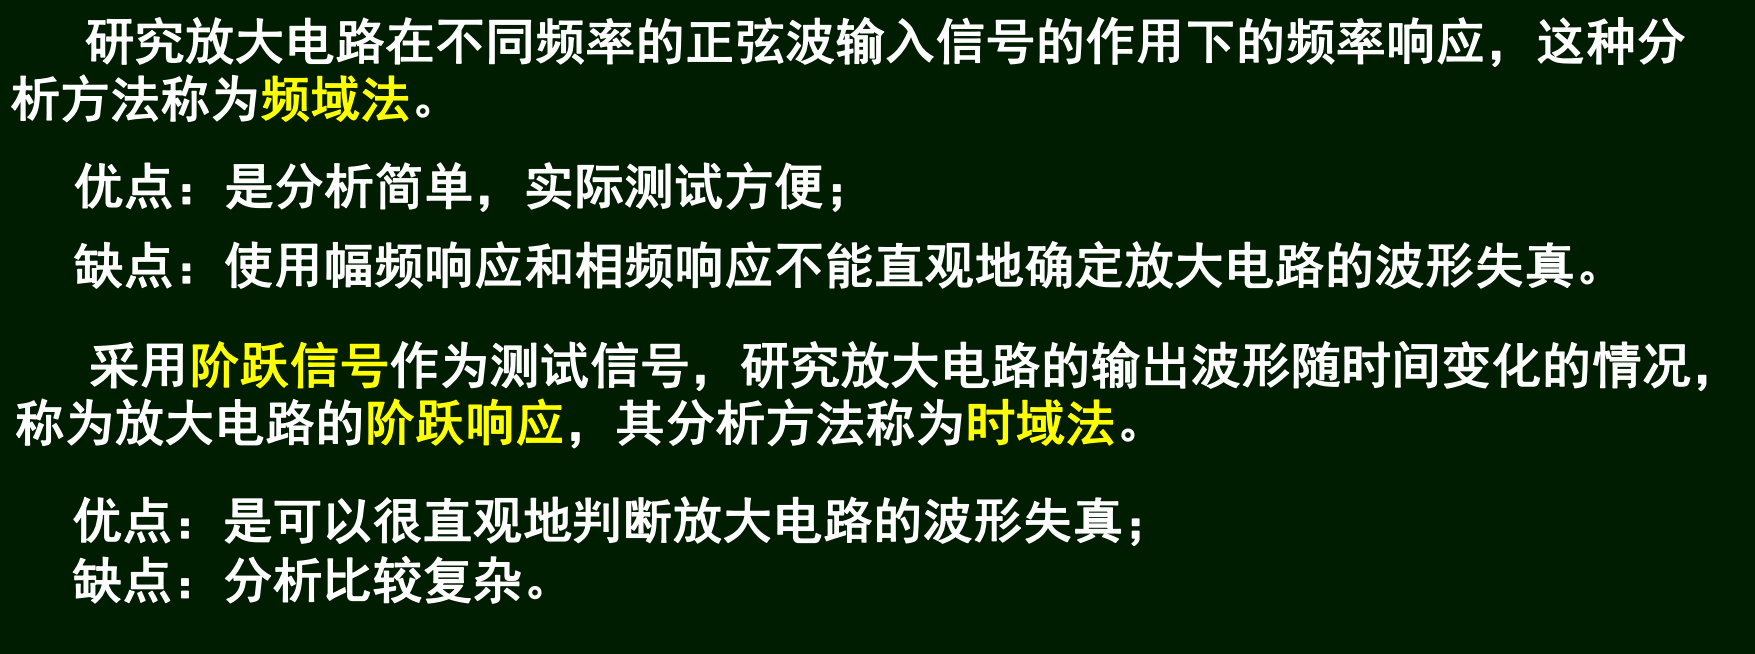 研究放大电路在不同频率的正弦波输入信号的作用下的频率响应，这种分
析方法称为频域法。
优点：是分析简单，实际测试方便；
缺点：使用幅频响应和相频响应不能直观地确定放大电路的波形失真。
采用阶跃信号作为测试信号，研究放大电路的输出波形随时间变化的情况，
称为放大电路的阶跃响应，其分析方法称为时域法。
优点：是可以很直观地判断放大电路的波形失真；
缺点：分析比较复杂。